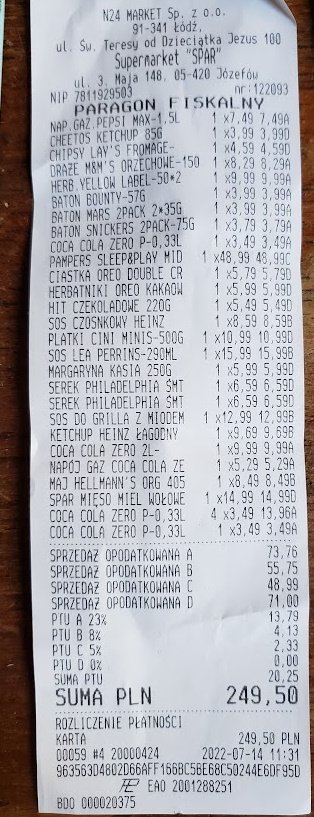 N24 MARKET Sp. z o.o.
91-341 Łódź,
ul. Św. Teresy od Dzieciątka Jezus 100
Supermarket "SPAR"
ul. 3. Maja 148, 05-420 Józefów
NIP 7811929503 nr:122093
PARAGON FISKALNY
NAP.GAZ.PEPSI MAX-1,5L 1 x7,49 7,49A
CHEETOS KETCHUP 85G 1 x3,99 3,99D
CHIPSY LAY'S FROMAGE- 1 x4,59 4,59D
DRAŻE M&M'S ORZECHOWE-150 1 x8,29 8,29A
HERB.YELLOW LABEL-50*2 1 x9,99 9,99A
BATON BOUNTY-57G 1 x3,99 3,99A
BATON MARS 2PACK 2*35G 1 x3,99 3,99A
BATON SNICKERS 2PACK-75G 1 x3,79 3,79A
COCA COLA ZERO P-0,33L 1 x3,49 3,49A
PAMPERS SLEEP&PLAY MID 1 x48,99 48,99C
CIASTKA OREO DOUBLE CR 1 x5,79 5,79D
HERBATNIKI OREO KAKAOW 1 x5,99 5,99D
HIT CZEKOLADOWE 220G 1 x5,49 5,49D
SOS CZOSNKOWY HEINZ 1 x8,59 8,59B
PLATKI CINI MINIS-500G 1 x10,99 10,99D
SOS LEA PERRINS-290ML 1 x15,99 15,99B
MARGARYNA KASIA 250G 1 x5,99 5,99D
SEREK PHILADELPHIA ŚMT 1 x6,59 6,59D
SEREK PHILADELPHIA ŚMT 1 x6,59 6,59D
SOS DO GRILLA Z MIODEM 1 x12,99 12,99B
KETCHUP HEINZ ŁAGODNY 1 x9,69 9,69B
COCA COLA ZERO 2L- 1 x9,99 9,99A
NAPÓJ GAZ COCA COLA ZE 1 x5,29 5,29A
MAJ HELLMANN'S ORG 405 1 x8,49 8,49B
SPAR MIĘSO MIEL WOŁOWE 1 x14,99 14,99D
COCA COLA ZERO P-0,33L 4 x3,49 13,96A
COCA COLA ZERO P-0,33L 1 x3,49 3,49A
SPRZEDAŻ OPODATKOWANA A 73,76
SPRZEDAŻ OPODATKOWANA B 55,75
SPRZEDAŻ OPODATKOWANA C 48,99
SPRZEDAŻ OPODATKOWANA D 71,00
PTU A 23% 13,79
PTU B 8% 4,13
PTU C 5% 2,33
PTU D 0% 0,00
SUMA PTU 20,25
SUMA PLN 249,50
ROZLICZENIE PŁATNOŚCI
KARTA 249,50 PLN
00059 #4 20000424 2022-07-14 11:31
963563D4802D66AFF166BC5BE68C50244E6DF95D
EAO 2001288251
BDO 000020375